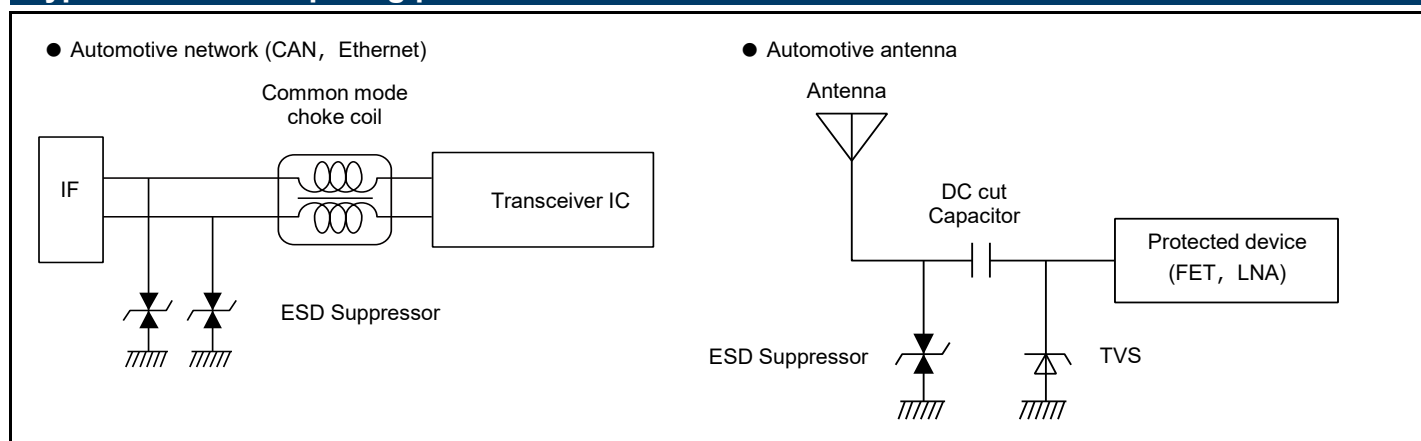 ● Automotive network (CAN, Ethernet)
Common mode
choke coil
IF
Transceiver IC
ESD Suppressor
● Automotive antenna
Antenna
DC cut
Capacitor
Protected device
(FET, LNA)
ESD Suppressor
TVS